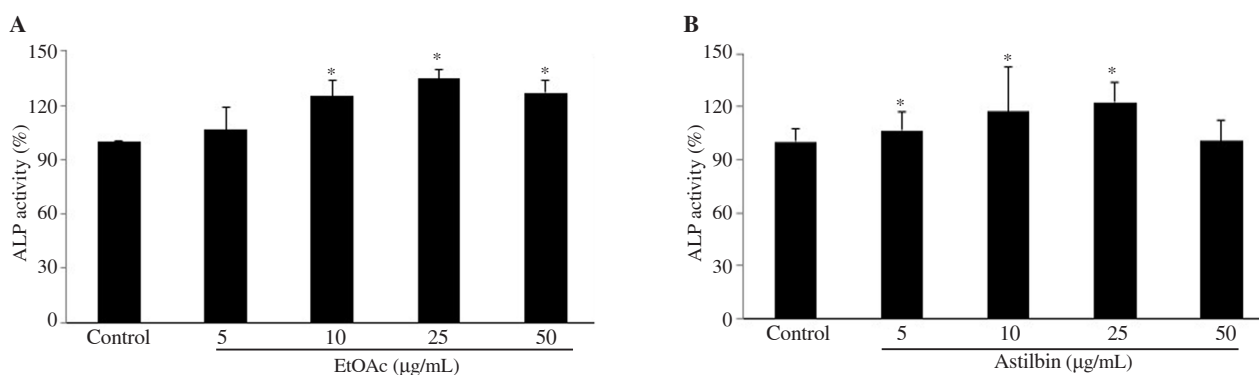 A
ALP activity (%)
150
120
90
60
30
0
*
*
*
Control 5 10 25 50
EtOAc (μg/mL)
B
ALP activity (%)
150
120
90
60
30
0
*
*
*
Control 5 10 25 50
Astilbin (μg/mL)